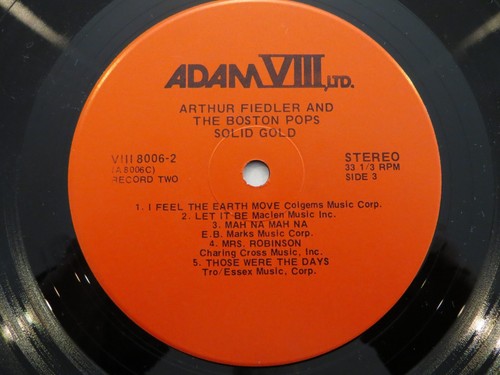 ADAM VIII, LTD.
ARTHUR FIEDLER AND
THE BOSTON POPS
SOLID GOLD
VIII 8006-2
(A8006C)
RECORD TWO
STEREO
33 1/3 RPM
SIDE 3
1. I FEEL THE EARTH MOVE Colgems Music Corp.
2. LET IT BE Maclen Music Inc.
3. MAH NA MAH NA
E.B. Marks Music Corp.
4. MRS. ROBINSON
Charing Cross Music, Inc.
5. THOSE WERE THE DAYS
Tro/Essex Music, Corp.